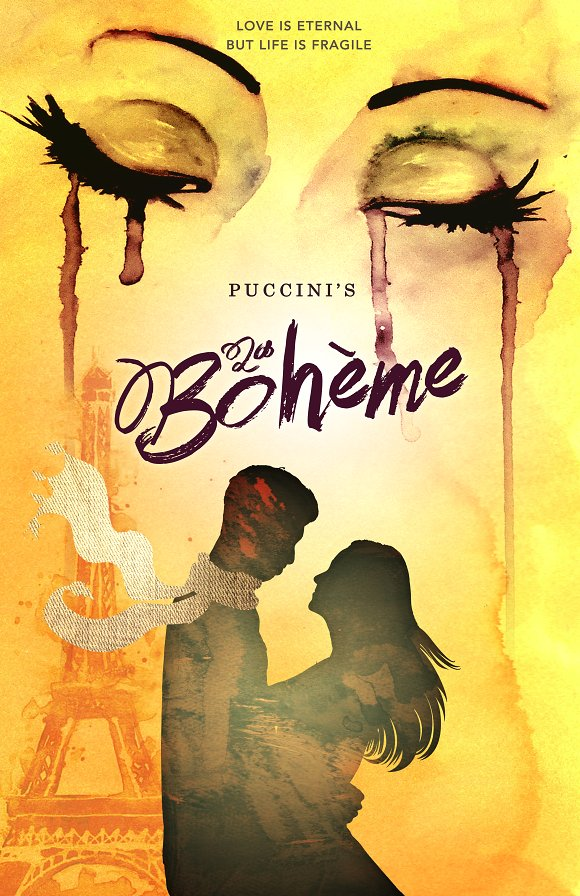 LOVE IS ETERNAL
BUT LIFE IS FRAGILE
PUCCINI'S
La
Bohème